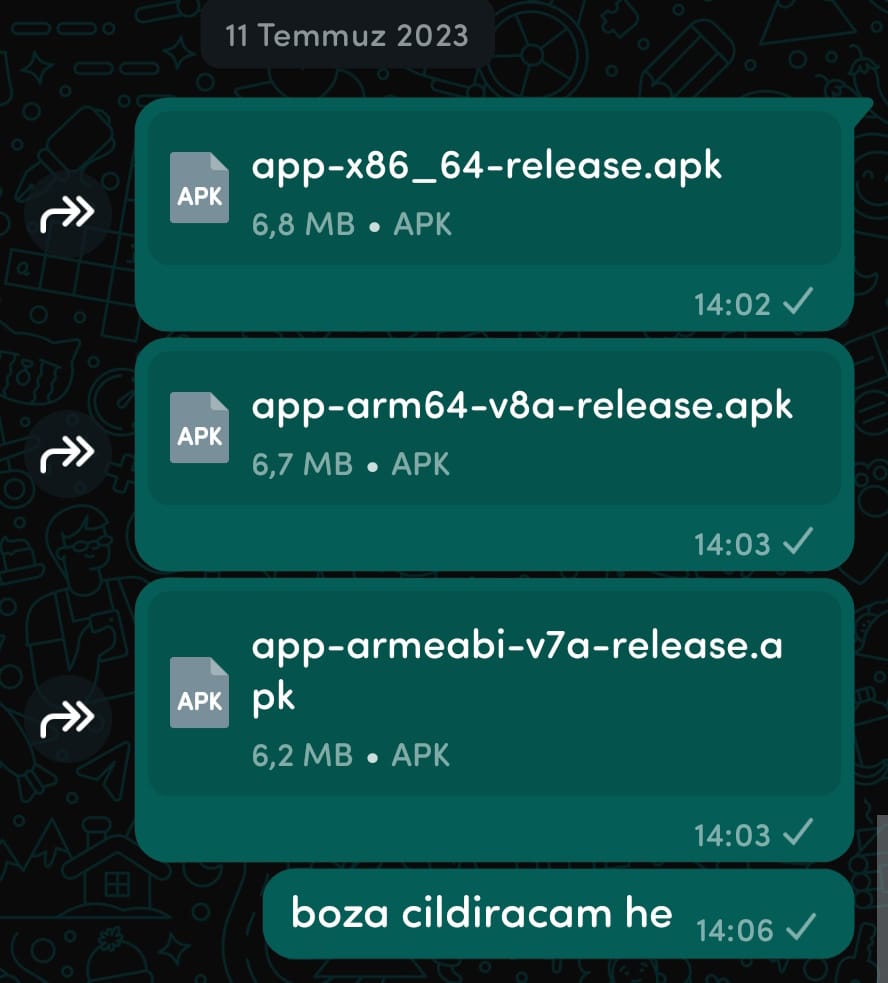 11 Temmuz 2023
APK
app-x86_64-release.apk
6,8 MB • APK
14:02
APK
app-arm64-v8a-release.apk
6,7 MB • APK
14:03
APK
app-armeabi-v7a-release.a
pk
6,2 MB • APK
14:03
boza cildiracam he 14:06